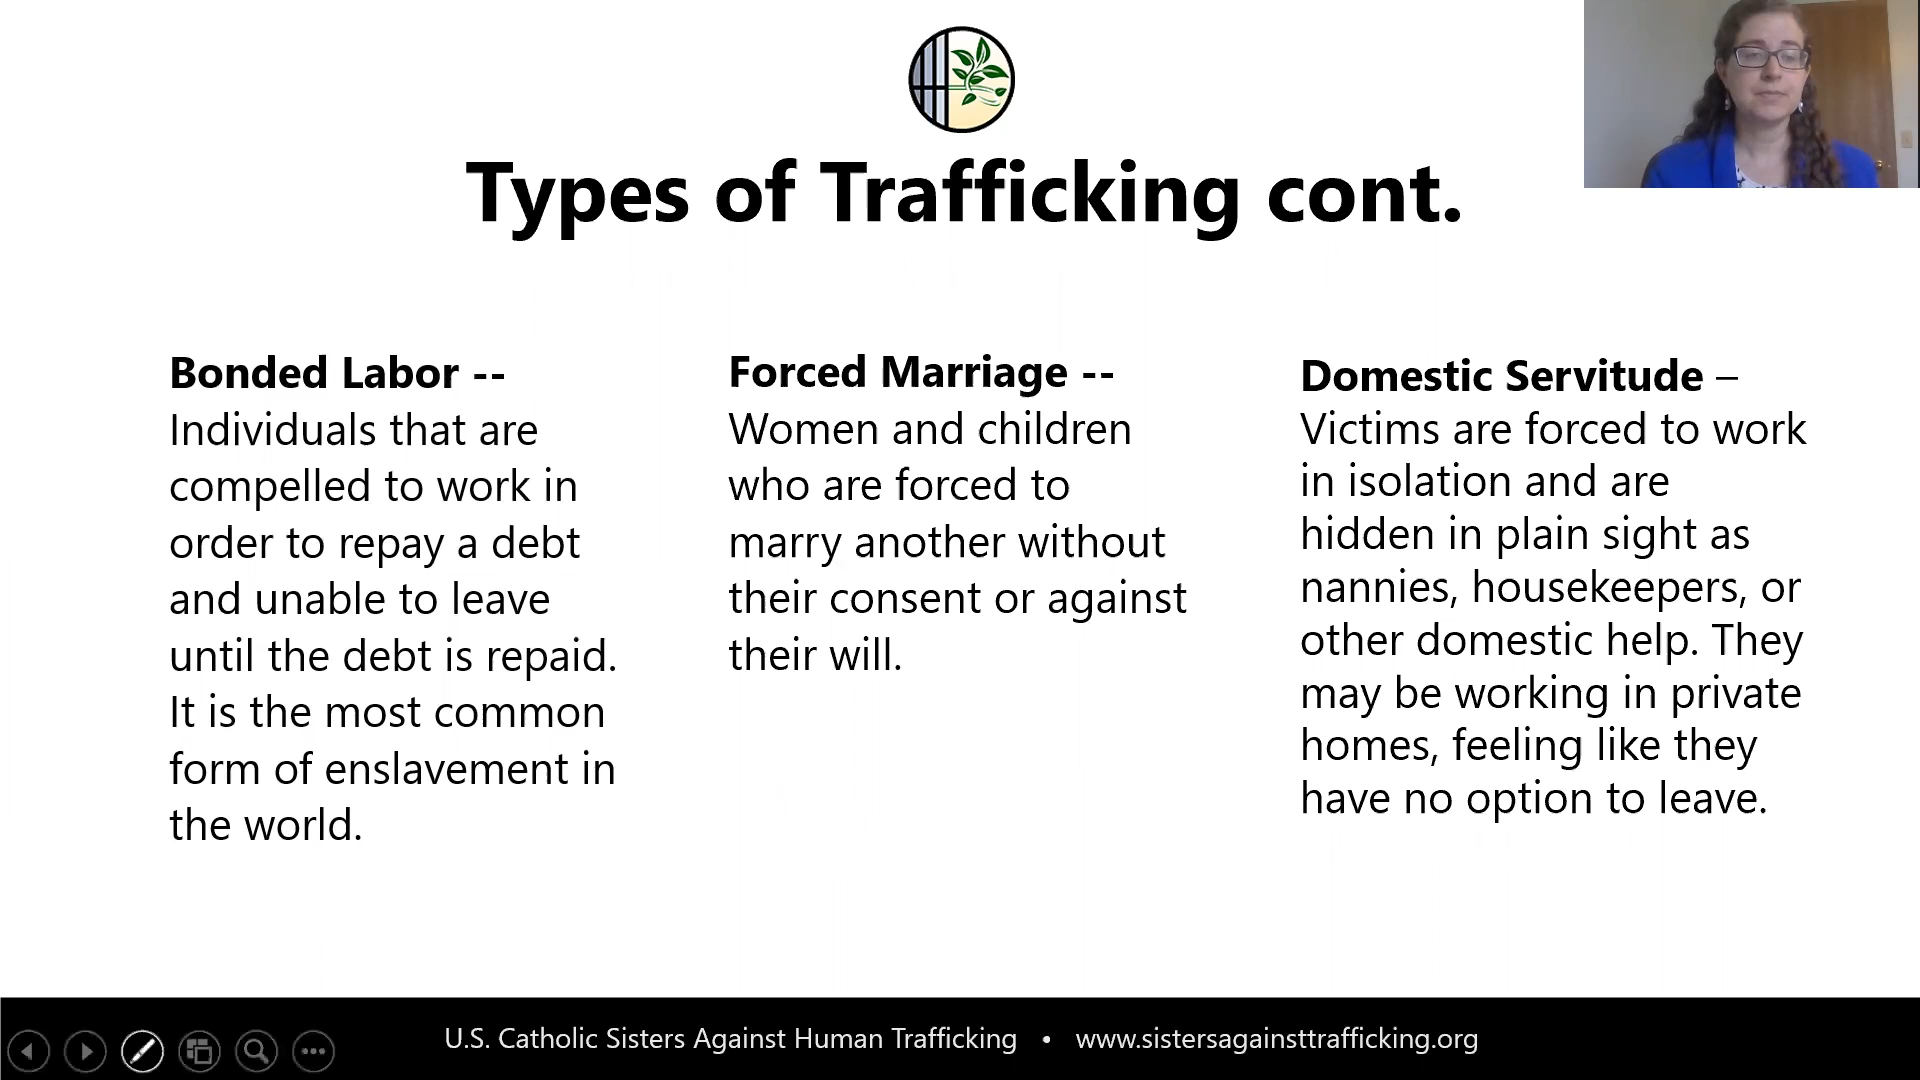 Types of Trafficking cont.
Bonded Labor --
Individuals that are
compelled to work in
order to repay a debt
and unable to leave
until the debt is repaid.
It is the most common
form of enslavement in
the world.
Forced Marriage --
Women and children
who are forced to
marry another without
their consent or against
their will.
Domestic Servitude –
Victims are forced to work
in isolation and are
hidden in plain sight as
nannies, housekeepers, or
other domestic help. They
may be working in private
homes, feeling like they
have no option to leave.
U.S. Catholic Sisters Against Human Trafficking • www.sistersagainsttrafficking.org